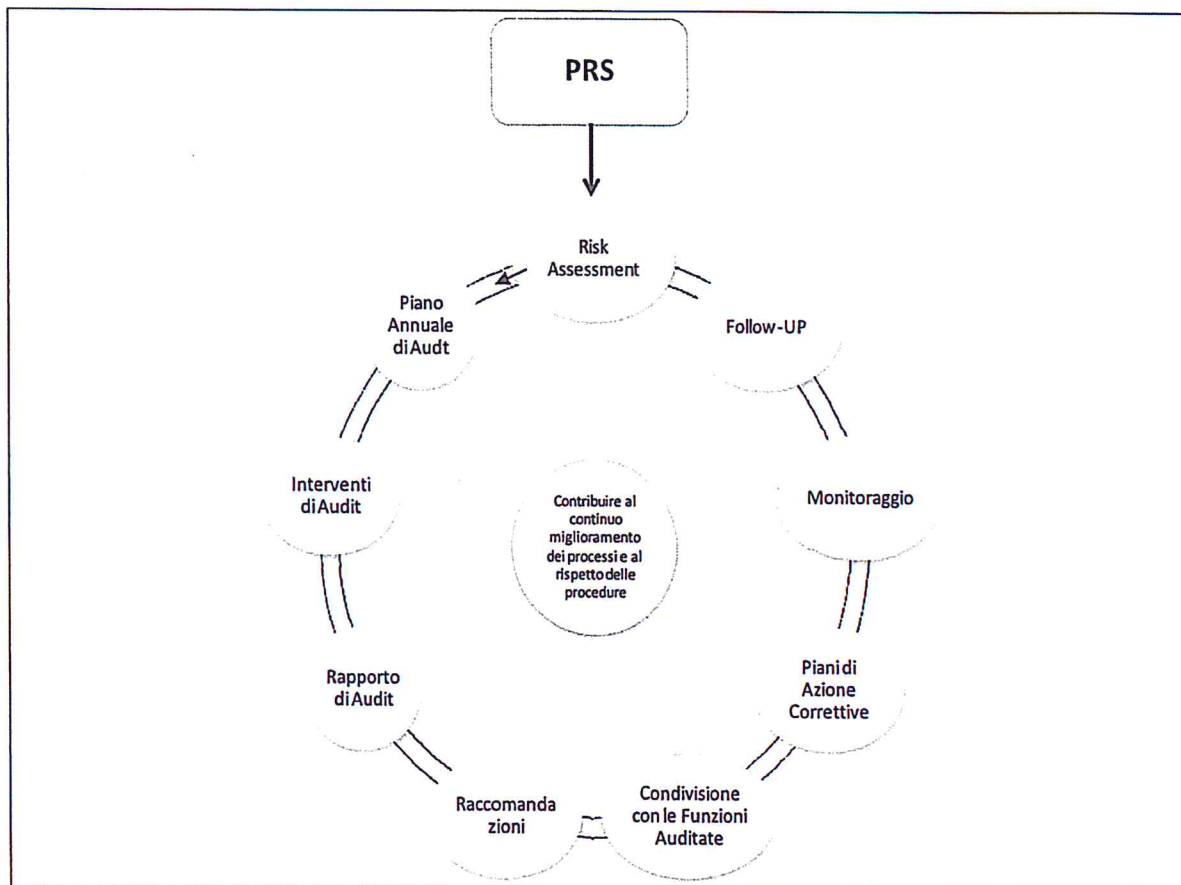 PRS
Risk
Assessment
Piano
Annuale
di Audt
Follow-UP
Interventi
di Audit
Contribuire al
continuo
miglioramento
dei processi e al
rispetto delle
procedure
Monitoraggio
Rapporto
di Audit
Piani di
Azione
Correttive
Raccomanda
zioni
Condivisione
con le Funzioni
Auditate